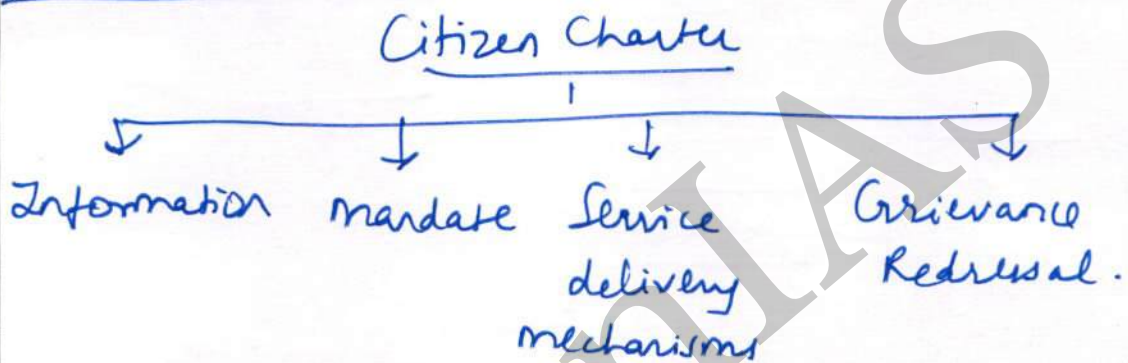 Citizen Charter
Information mandate Service Grievance
delivery Redressal.
mechanisms